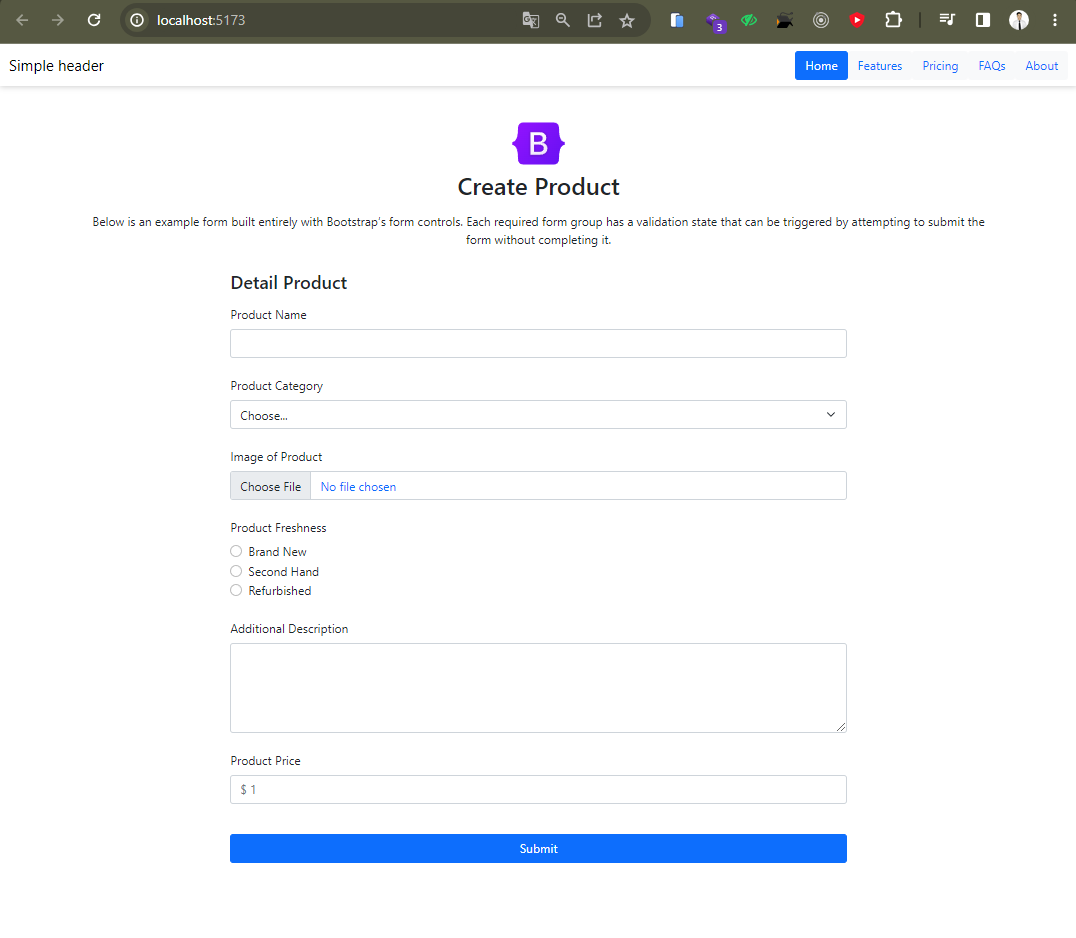 localhost:5173
3
Simple header
Home Features Pricing FAQs About
B
Create Product
Below is an example form built entirely with Bootstrap's form controls. Each required form group has a validation state that can be triggered by attempting to submit the
form without completing it.
Detail Product
Product Name
Product Category
Choose...
Image of Product
Choose File No file chosen
Product Freshness
Brand New
Second Hand
Refurbished
Additional Description
Product Price
$ 1
Submit